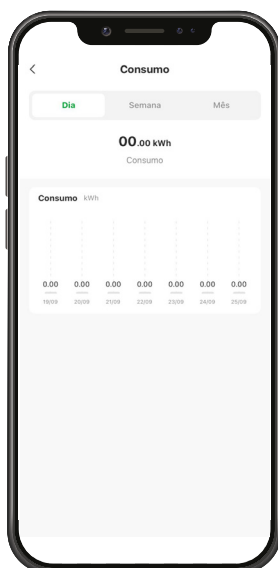 Consumo
Dia Semana Mês
00.00 kWh
Consumo
Consumo kWh
0.00 0.00 0.00 0.00 0.00 0.00 0.00
19/09 20/09 21/09 22/09 23/09 24/09 25/09